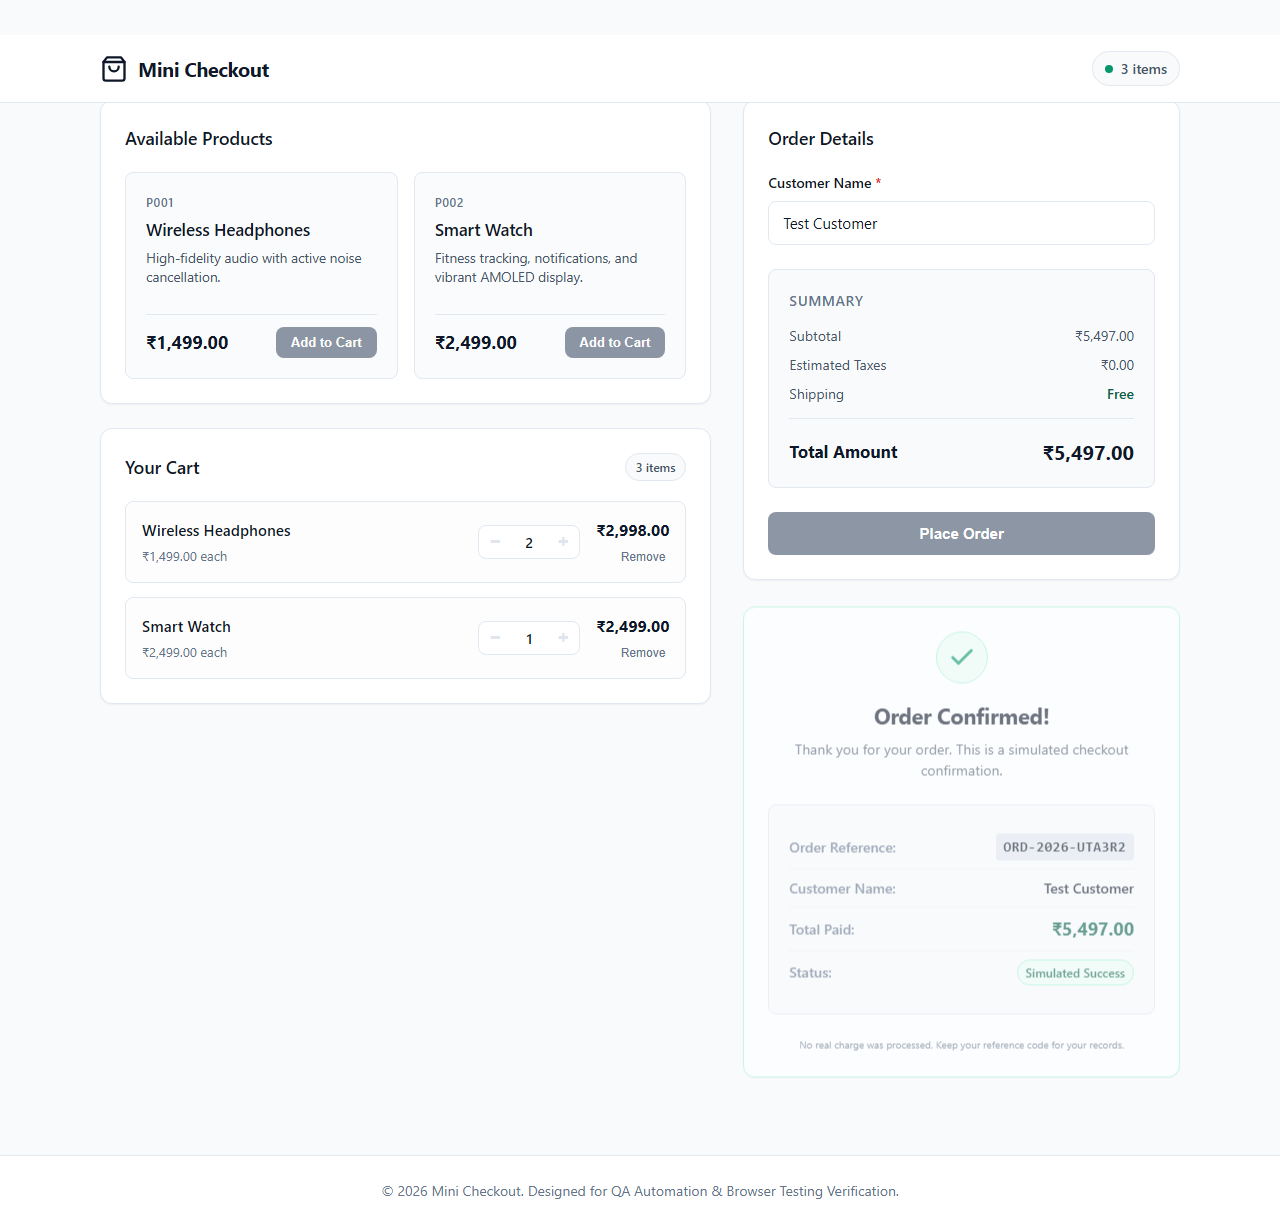 Mini Checkout
3 items
Available Products
P001
Wireless Headphones
High-fidelity audio with active noise
cancellation.
₹1,499.00
Add to Cart
P002
Smart Watch
Fitness tracking, notifications, and
vibrant AMOLED display.
₹2,499.00
Add to Cart
Your Cart
3 items
Wireless Headphones
₹1,499.00 each
2
₹2,998.00
Remove
Smart Watch
₹2,499.00 each
1
₹2,499.00
Remove
Order Details
Customer Name *
Test Customer
SUMMARY
Subtotal ₹5,497.00
Estimated Taxes ₹0.00
Shipping Free
Total Amount ₹5,497.00
Place Order
Order Confirmed!
Thank you for your order. This is a simulated checkout
confirmation.
Order Reference: ORD-2026-UTA3R2
Customer Name: Test Customer
Total Paid: ₹5,497.00
Status: Simulated Success
No real charge was processed. Keep your reference code for your records.
© 2026 Mini Checkout. Designed for QA Automation & Browser Testing Verification.